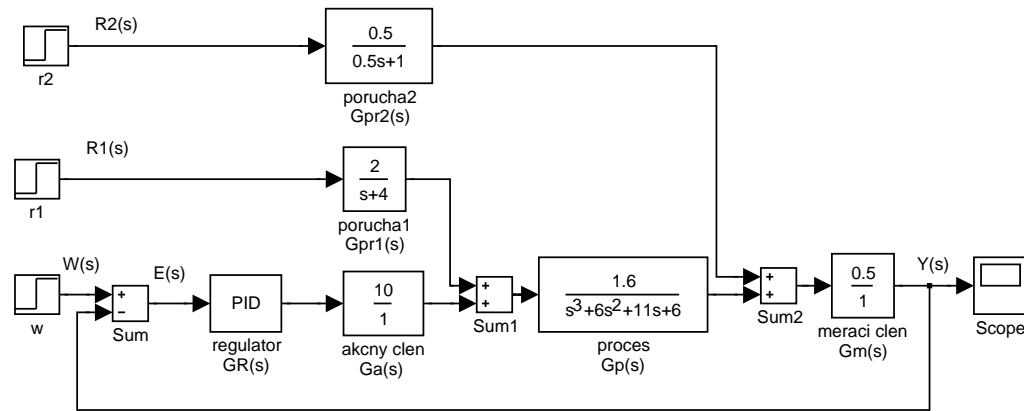 R2(s)
r2
0.5
0.5s+1
porucha2
Gpr2(s)
R1(s)
r1
2
s+4
porucha1
Gpr1(s)
W(s)
w
+
−
Sum
E(s)
PID
regulator
GR(s)
10
1
akcny clen
Ga(s)
+
+
Sum1
1.6
s³+6s²+11s+6
proces
Gp(s)
+
+
Sum2
0.5
1
meraci clen
Gm(s)
Y(s)
Scope